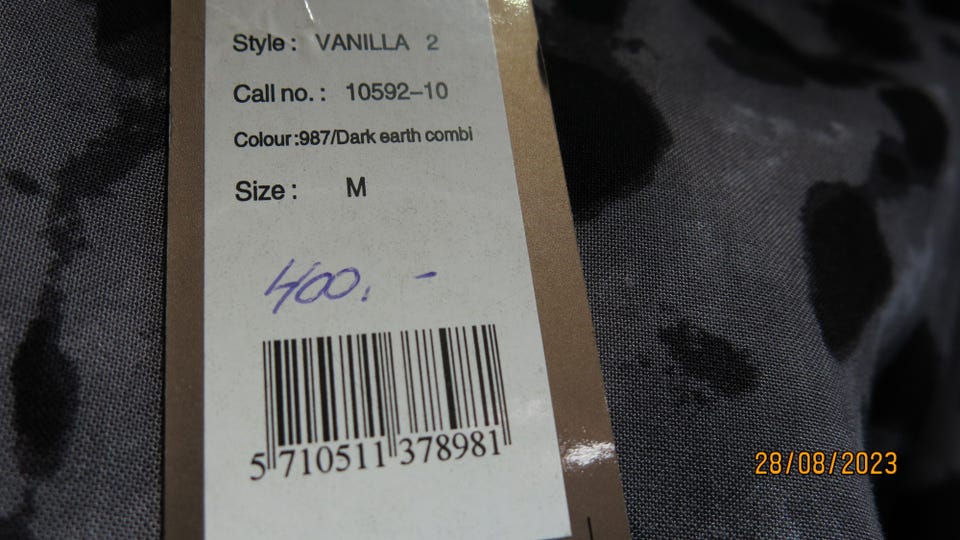 Style : VANILLA 2
Call no. : 10592-10
Colour :987/Dark earth combi
Size : M
400. -
5 710511 378981
28/08/2023